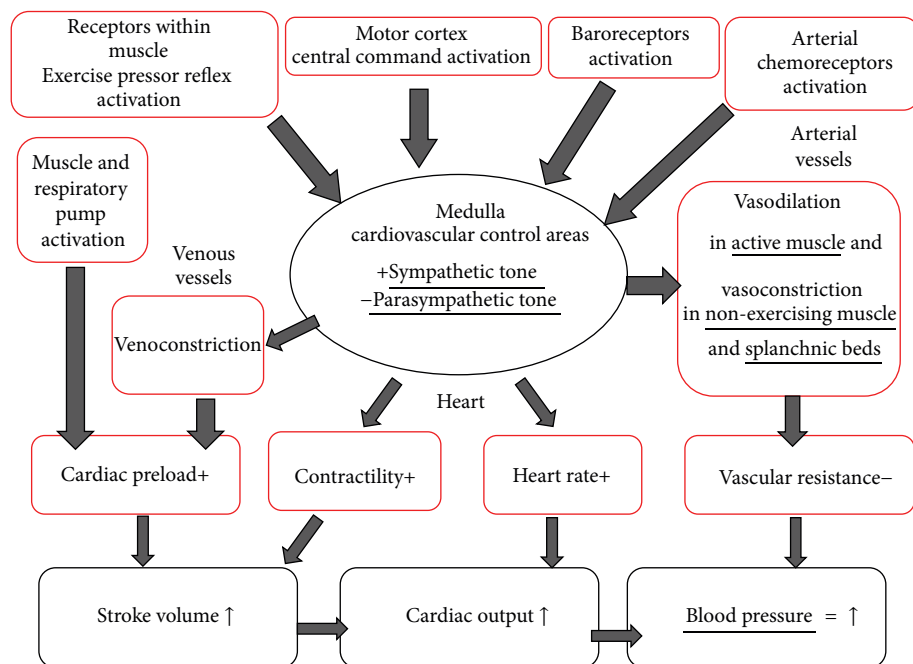 Receptors within
muscle
Exercise pressor reflex
activation
Motor cortex
central command activation
Baroreceptors
activation
Arterial
chemoreceptors
activation
Muscle and
respiratory
pump
activation
Venous
vessels
Venoconstriction
Medulla
cardiovascular control areas
+Sympathetic tone
−Parasympathetic tone
Arterial
vessels
Vasodilation
in active muscle and
vasoconstriction
in non-exercising muscle
and splanchnic beds
Heart
Cardiac preload+
Contractility+
Heart rate+
Vascular resistance−
Stroke volume ↑
Cardiac output ↑
Blood pressure = ↑